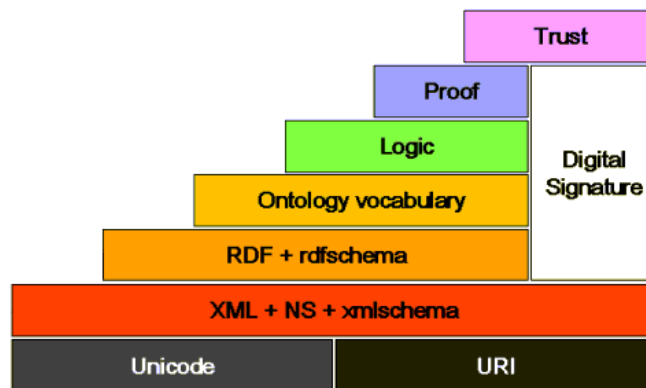 Trust
Proof
Logic
Digital
Signature
Ontology vocabulary
RDF + rdfschema
XML + NS + xmlschema
Unicode
URI